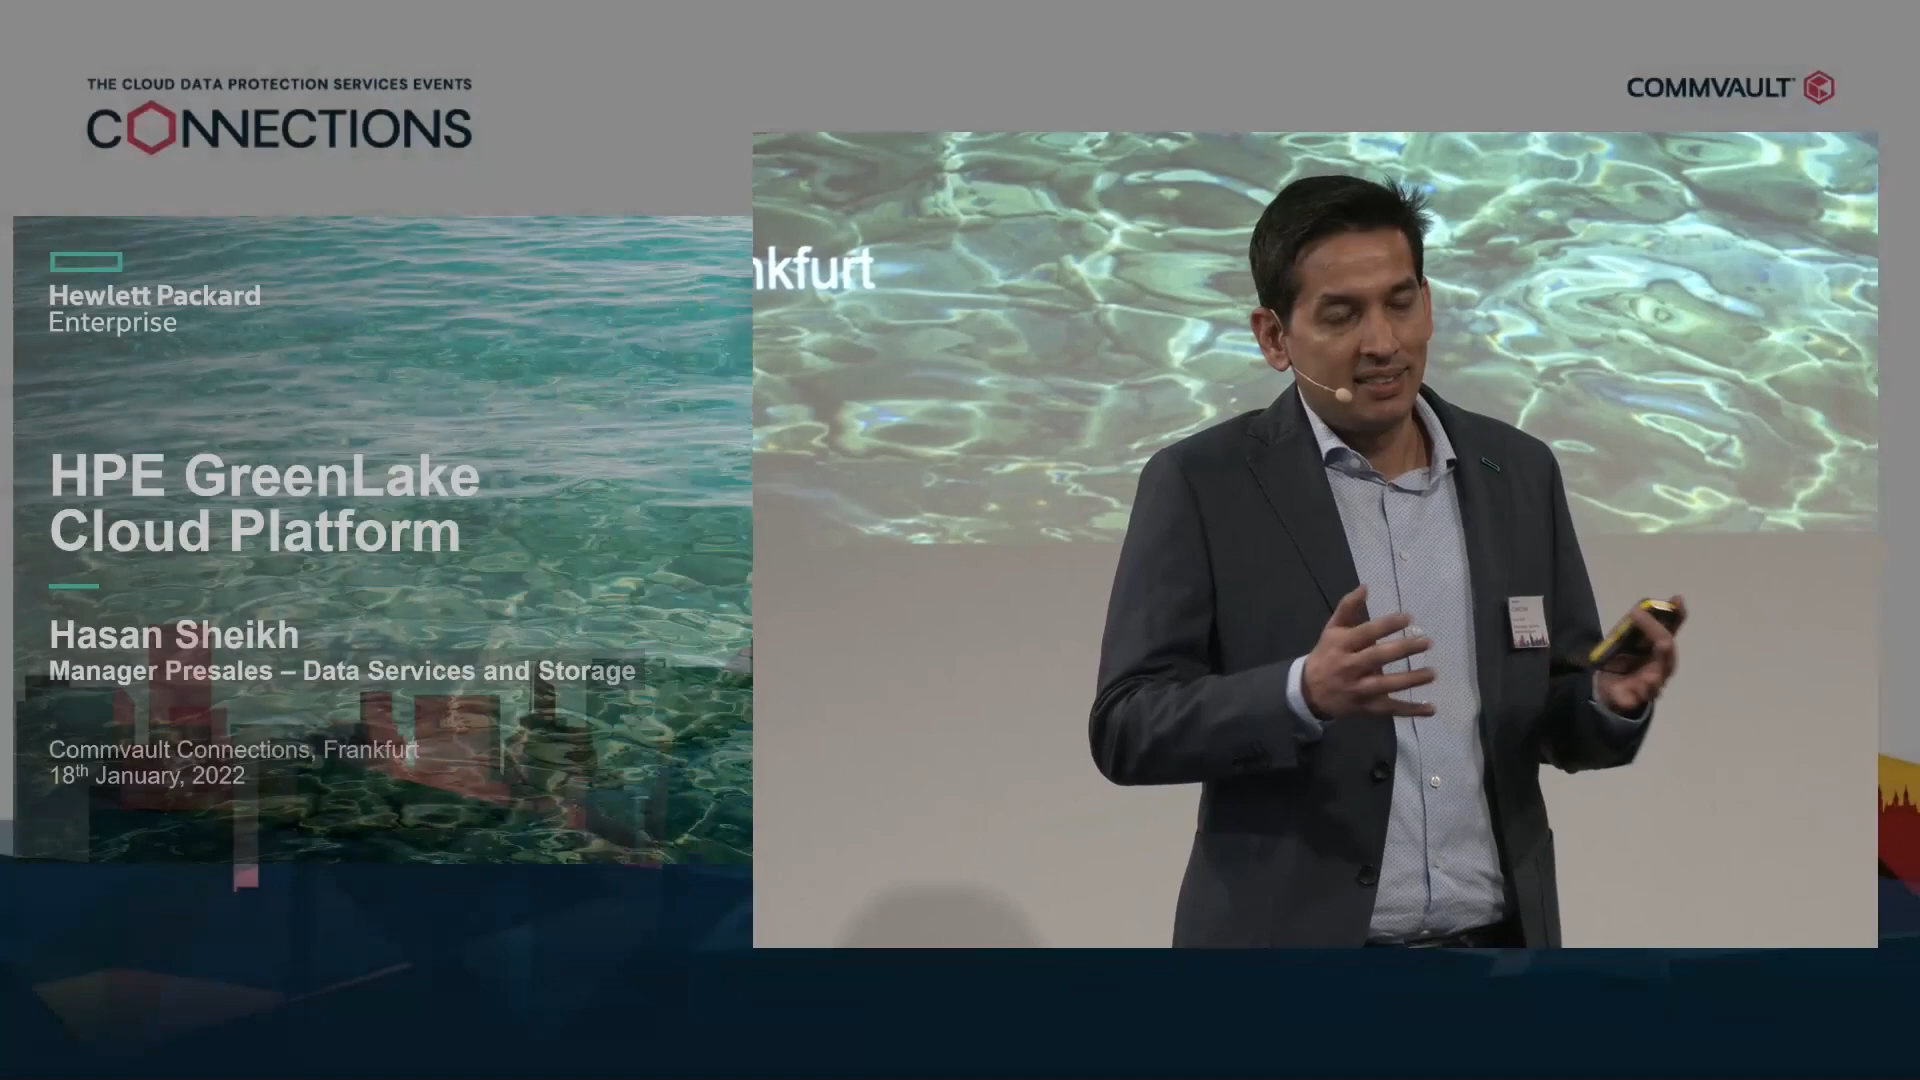 THE CLOUD DATA PROTECTION SERVICES EVENTS
CONNECTIONS
COMMVAULT
Hewlett Packard
Enterprise
HPE GreenLake
Cloud Platform
Hasan Sheikh
Manager Presales – Data Services and Storage
Commvault Connections, Frankfurt
18th January, 2022
nkfurt